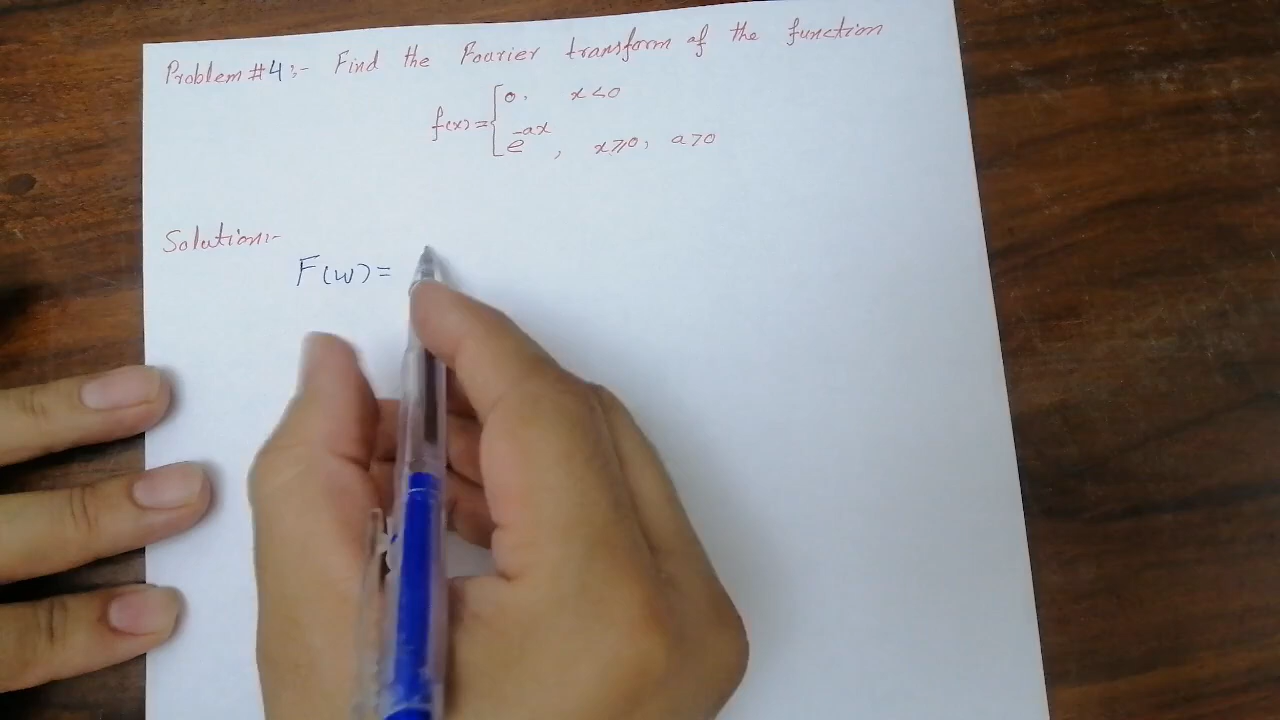 Problem #4:- Find the Fourier transform of the function
f(x) = { 0, x<0
e^-ax, x≥0, a>0
Solution:-
F(w) =